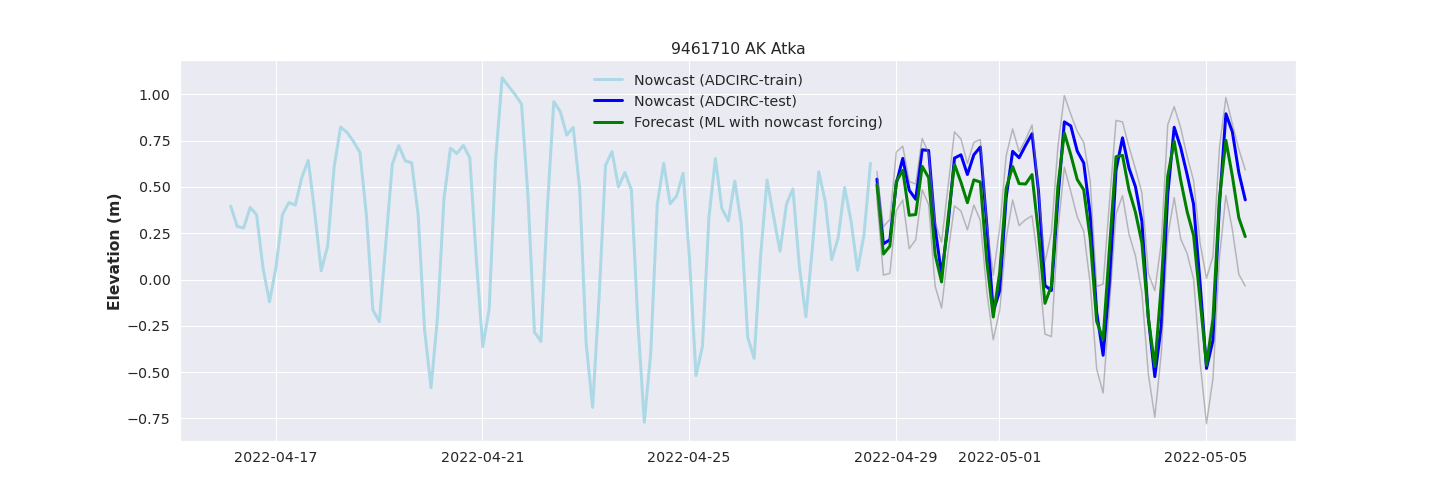 9461710 AK Atka
Nowcast (ADCIRC-train)
Nowcast (ADCIRC-test)
Forecast (ML with nowcast forcing)
Elevation (m)
1.00
0.75
0.50
0.25
0.00
−0.25
−0.50
−0.75
2022-04-17 2022-04-21 2022-04-25 2022-04-29 2022-05-01 2022-05-05